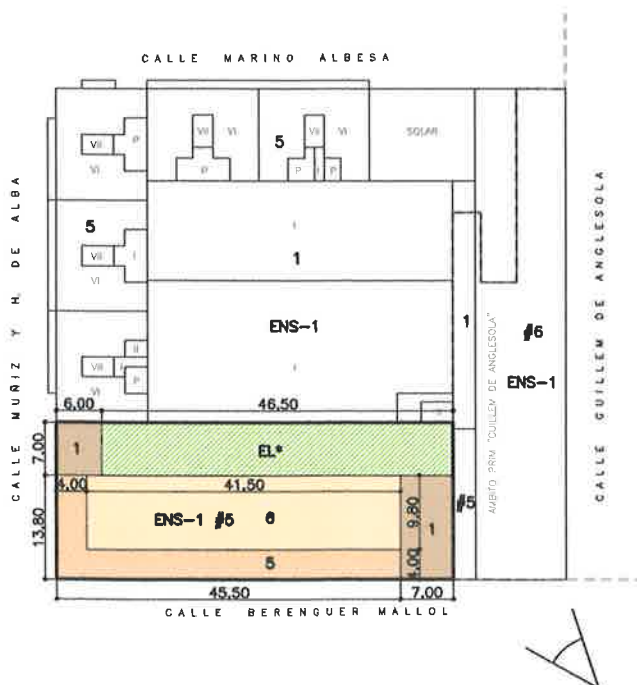 CALLE MARINO ALBESA
VII VI
P
VI
VII VI
P
5
VII VI
P I P
SOLAR
CALLE MUÑIZ Y H. DE ALBA
5
VII
I
VI
I
1
ENS-1
I
1
ÁMBITO PRIM "GUILLEM DE ANGLESOLA"
#6
ENS-1
CALLE GUILLEM DE ANGLESOLA
II
VII
P
VI
6,00
46,50
7,00
1
EL*
4,00
41,50
#5
13,80
ENS-1 #5 6
9,80
1
5
4,00
45,50
7,00
CALLE BERENGUER MALLOL